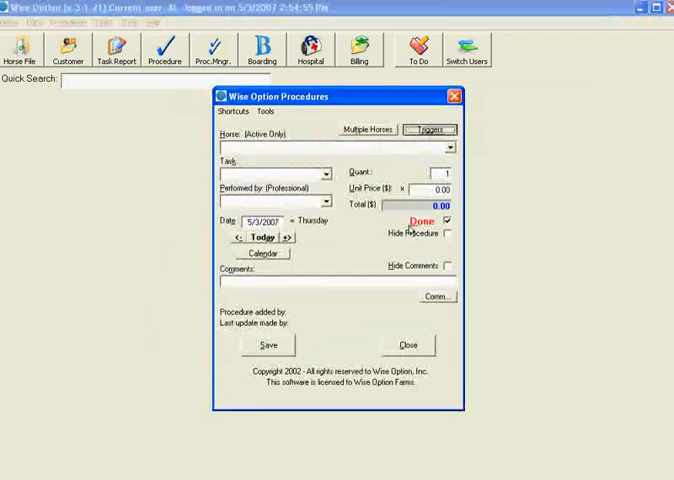 Wise Option (v.3-1-71) Current user: AL - logged in on 5/3/2007 2:54:55 PM
Horse File Customer Task Report Procedure Proc.Mngr. Boarding Hospital Billing To Do Switch Users
Quick Search:
Wise Option Procedures
Shortcuts Tools
Horse: (Active Only) Multiple Horses Triggers
Task
Quant.: 1
Performed by: (Professional) Unit Price ($) x 0.00
Total ($) 0.00
Date : 5/3/2007 = Thursday Done
<- Today +> Hide Procedure
Calendar
Comments: Hide Comments
Comm...
Procedure added by:
Last update made by:
Save Close
Copyright 2002 - All rights reserved to Wise Option, Inc.
This software is licensed to Wise Option Farms.